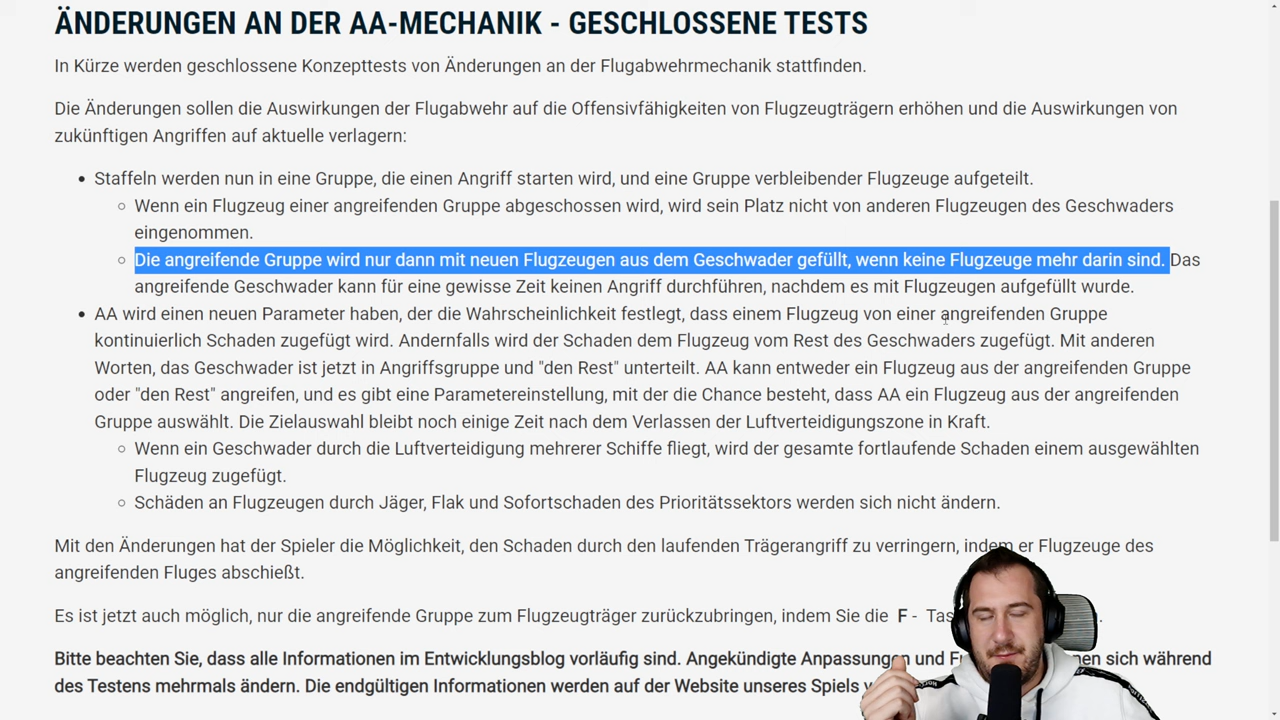 ÄNDERUNGEN AN DER AA-MECHANIK - GESCHLOSSENE TESTS
In Kürze werden geschlossene Konzepttests von Änderungen an der Flugabwehrmechanik stattfinden.
Die Änderungen sollen die Auswirkungen der Flugabwehr auf die Offensivfähigkeiten von Flugzeugträgern erhöhen und die Auswirkungen von
zukünftigen Angriffen auf aktuelle verlagern:
• Staffeln werden nun in eine Gruppe, die einen Angriff starten wird, und eine Gruppe verbleibender Flugzeuge aufgeteilt.
○ Wenn ein Flugzeug einer angreifenden Gruppe abgeschossen wird, wird sein Platz nicht von anderen Flugzeugen des Geschwaders
eingenommen.
○ Die angreifende Gruppe wird nur dann mit neuen Flugzeugen aus dem Geschwader gefüllt, wenn keine Flugzeuge mehr darin sind. Das
angreifende Geschwader kann für eine gewisse Zeit keinen Angriff durchführen, nachdem es mit Flugzeugen aufgefüllt wurde.
• AA wird einen neuen Parameter haben, der die Wahrscheinlichkeit festlegt, dass einem Flugzeug von einer angreifenden Gruppe
kontinuierlich Schaden zugefügt wird. Andernfalls wird der Schaden dem Flugzeug vom Rest des Geschwaders zugefügt. Mit anderen
Worten, das Geschwader ist jetzt in Angriffsgruppe und "den Rest" unterteilt. AA kann entweder ein Flugzeug aus der angreifenden Gruppe
oder "den Rest" angreifen, und es gibt eine Parametereinstellung, mit der die Chance besteht, dass AA ein Flugzeug aus der angreifenden
Gruppe auswählt. Die Zielauswahl bleibt noch einige Zeit nach dem Verlassen der Luftverteidigungszone in Kraft.
○ Wenn ein Geschwader durch die Luftverteidigung mehrerer Schiffe fliegt, wird der gesamte fortlaufende Schaden einem ausgewählten
Flugzeug zugefügt.
○ Schäden an Flugzeugen durch Jäger, Flak und Sofortschaden des Prioritätssektors werden sich nicht ändern.
Mit den Änderungen hat der Spieler die Möglichkeit, den Schaden durch den laufenden Trägerangriff zu verringern, indem er Flugzeuge des
angreifenden Fluges abschießt.
Es ist jetzt auch möglich, nur die angreifende Gruppe zum Flugzeugträger zurückzubringen, indem Sie die F -
Bitte beachten Sie, dass alle Informationen im Entwicklungsblog vorläufig sind. Angekündigte Anpassungen und sich während
des Testens mehrmals ändern. Die endgültigen Informationen werden auf der Website unseres Spiels